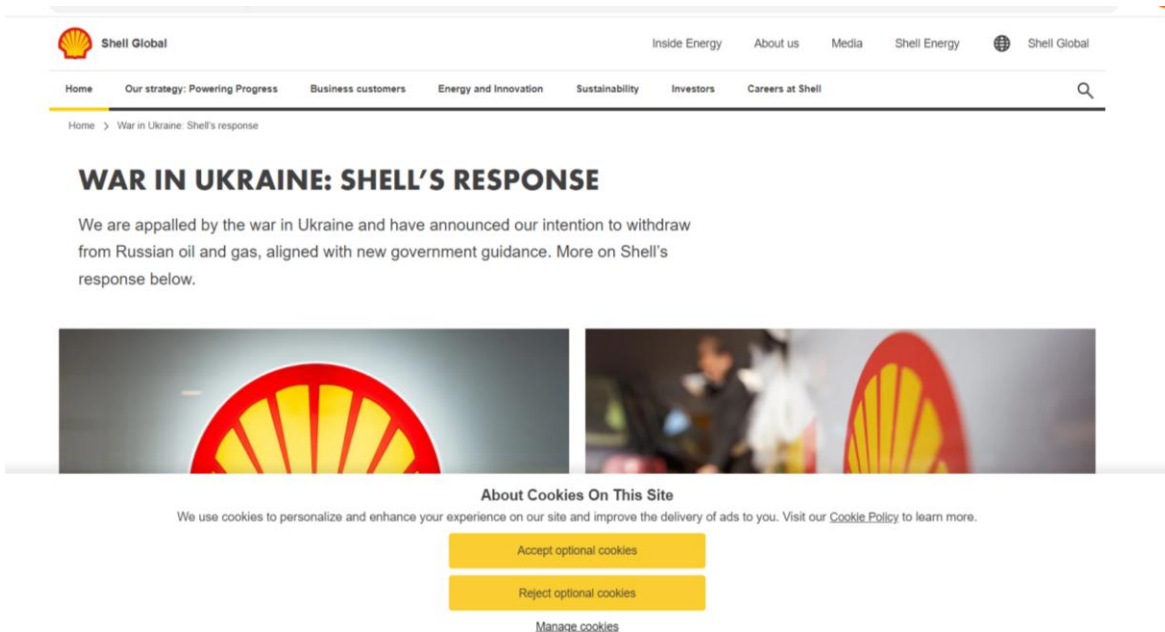 Shell Global
Inside Energy About us Media Shell Energy Shell Global
Home Our strategy: Powering Progress Business customers Energy and Innovation Sustainability Investors Careers at Shell
Home > War in Ukraine: Shell's response
WAR IN UKRAINE: SHELL'S RESPONSE
We are appalled by the war in Ukraine and have announced our intention to withdraw
from Russian oil and gas, aligned with new government guidance. More on Shell's
response below.
About Cookies On This Site
We use cookies to personalize and enhance your experience on our site and improve the delivery of ads to you. Visit our Cookie Policy to learn more.
Accept optional cookies
Reject optional cookies
Manage cookies